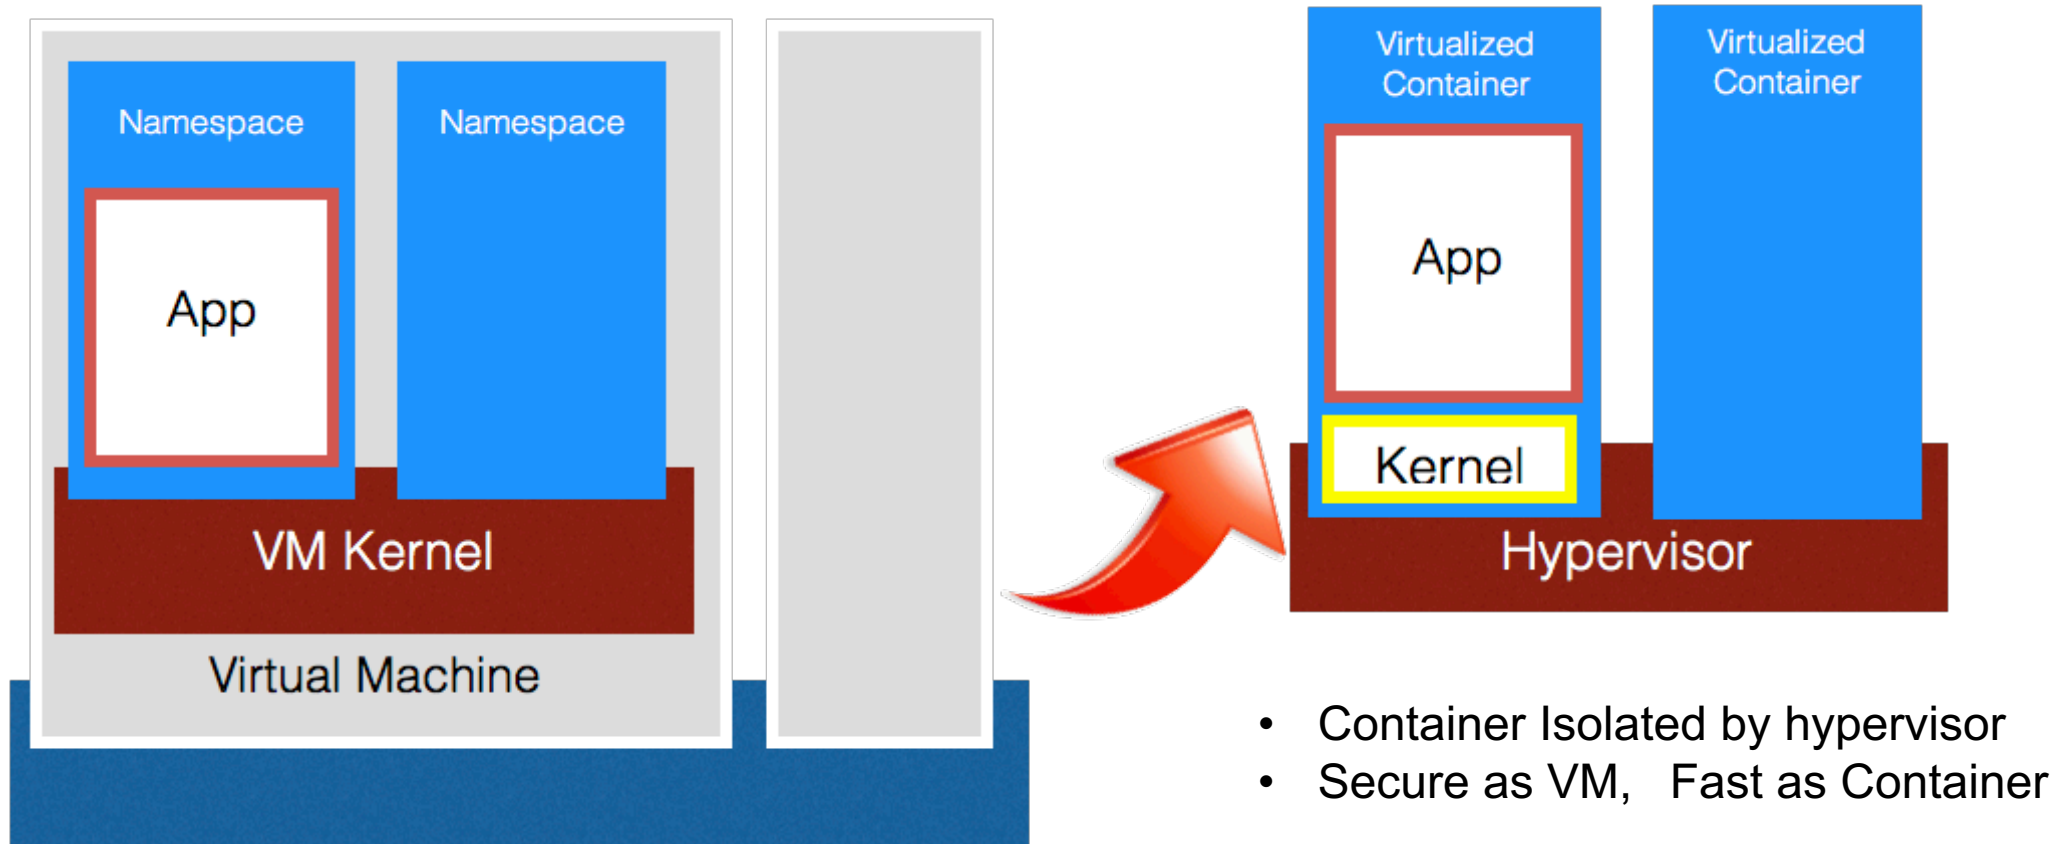 Namespace
Namespace
App
VM Kernel
Virtual Machine
Virtualized
Container
Virtualized
Container
App
Kernel
Hypervisor
• Container Isolated by hypervisor
• Secure as VM, Fast as Container